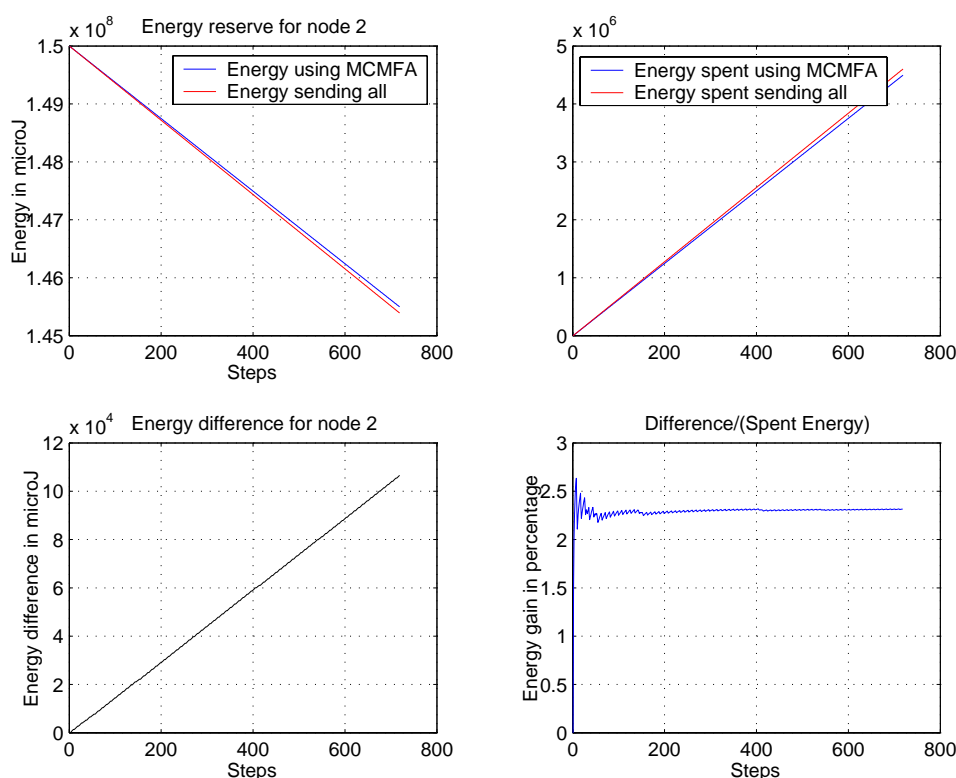 Energy reserve for node 2
x 10^8
1.5
1.49
1.48
1.47
1.46
1.45
0
200
400
600
800
Energy in microJ
Steps
Energy using MCMFA
Energy sending all
x 10^6
5
4
3
2
1
0
0
200
400
600
800
Energy spent using MCMFA
Energy spent sending all
Energy difference for node 2
x 10^4
12
10
8
6
4
2
0
0
200
400
600
800
Energy difference in microJ
Steps
Difference/(Spent Energy)
3
2.5
2
1.5
1
0.5
0
0
200
400
600
800
Energy gain in percentage
Steps